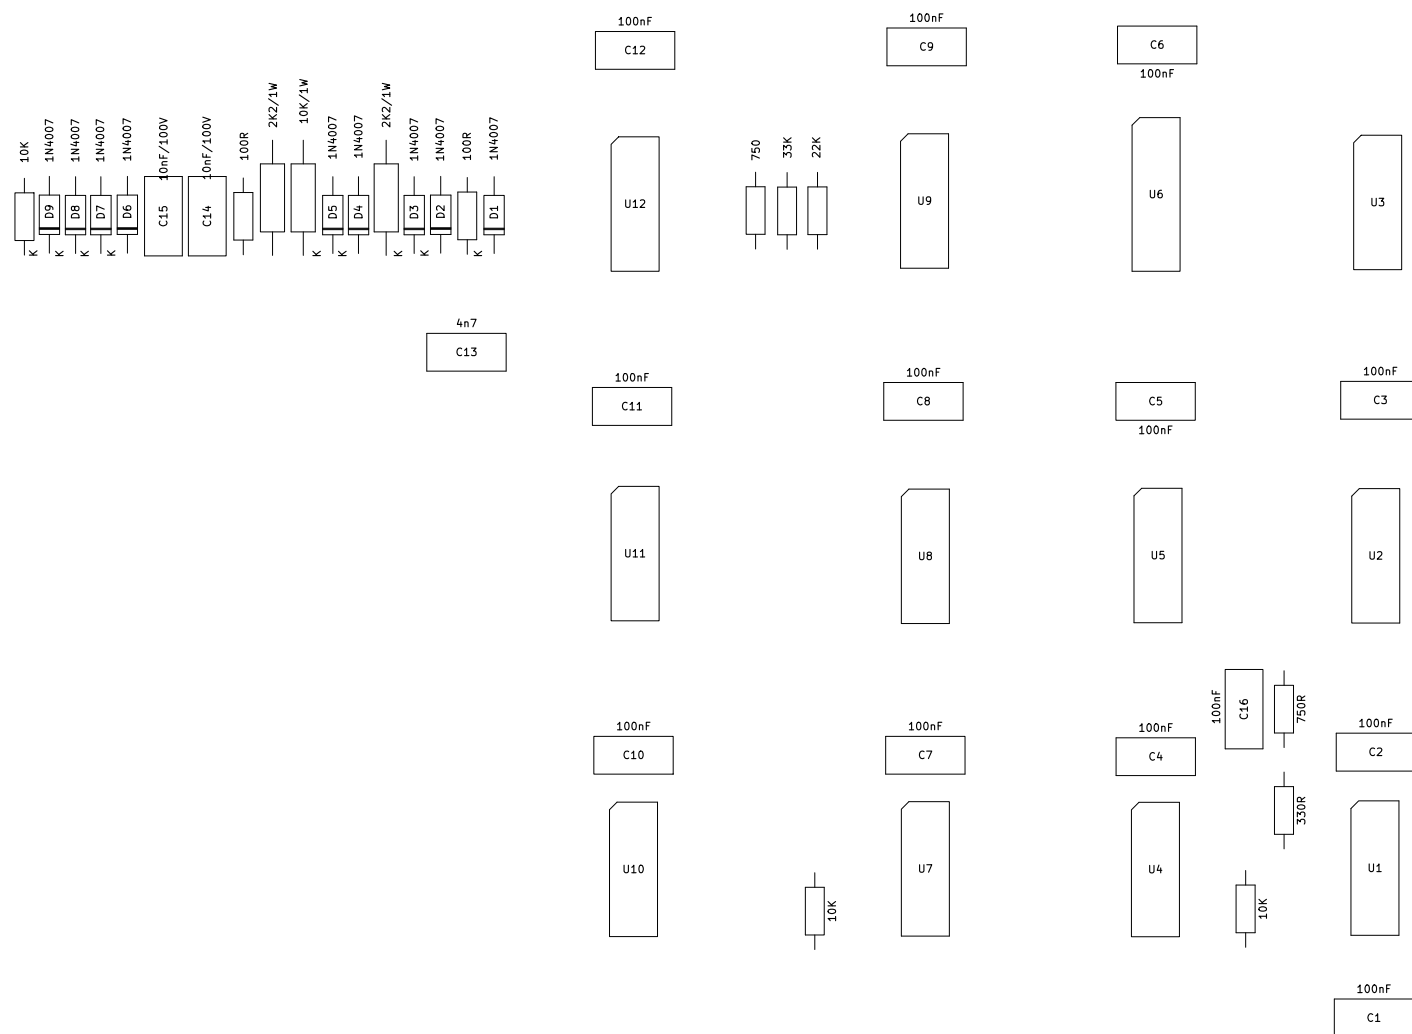 100nF
C12
100nF
C9
C6
100nF
10K
1N4007
1N4007
1N4007
1N4007
10nF/100V
10nF/100V
100R
2K2/1W
10K/1W
1N4007
1N4007
2K2/1W
1N4007
1N4007
100R
1N4007
D9
D8
D7
D6
C15
C14
D5
D4
D3
D2
D1
K
K
K
K
K
K
K
K
K
U12
750
33K
22K
U9
U6
U3
4n7
C13
100nF
C11
100nF
C8
C5
100nF
100nF
C3
U11
U8
U5
U2
100nF
C16
750R
100nF
C10
100nF
C7
100nF
C4
100nF
C2
330R
U10
U7
U4
U1
10K
10K
100nF
C1